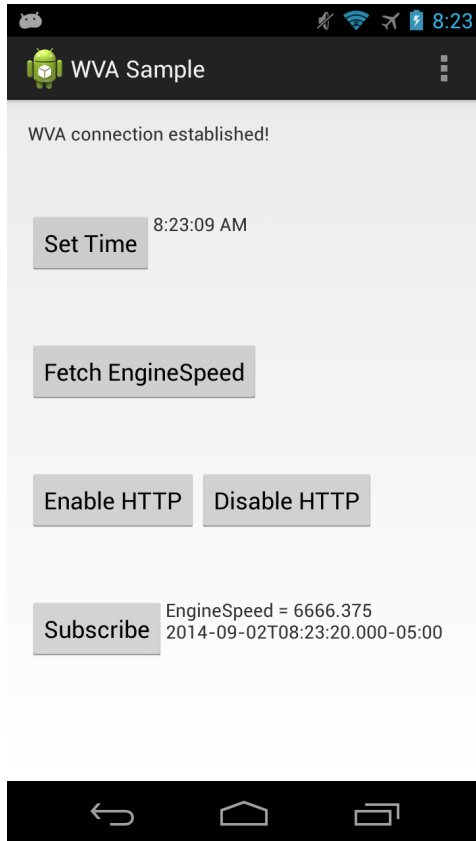 8:23
WVA Sample
WVA connection established!
Set Time
8:23:09 AM
Fetch EngineSpeed
Enable HTTP
Disable HTTP
Subscribe
EngineSpeed = 6666.375
2014-09-02T08:23:20.000-05:00